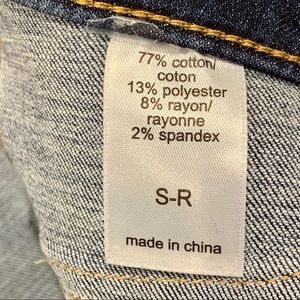 77% cotton/
coton
13% polyester
8% rayon/
rayonne
2% spandex
S-R
made in china